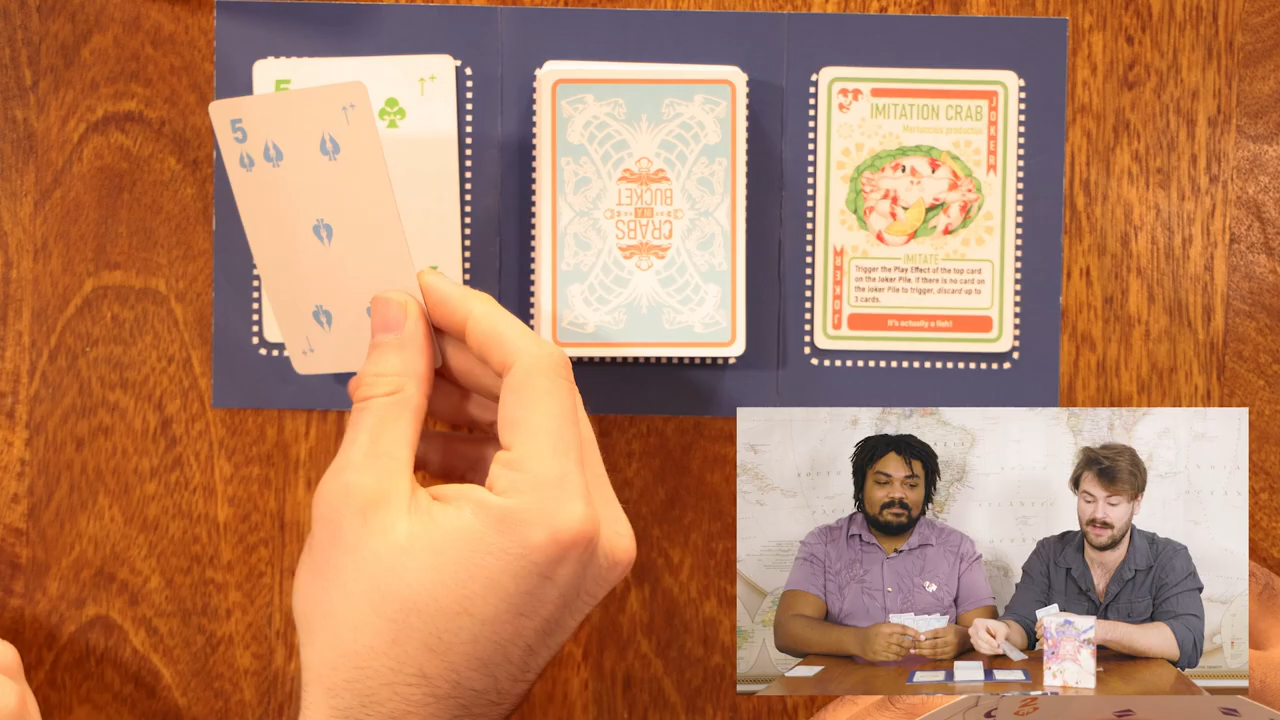 5
5
CRABS
IN A
BUCKET
IMITATION CRAB
JOKER
IMITATE
Trigger the Play Effect of the top card
on the Joker Pile. If there is no card on
the Joker Pile to trigger, discard up to
3 cards.
JOKER
It's actually a fish!
ATLANTIC